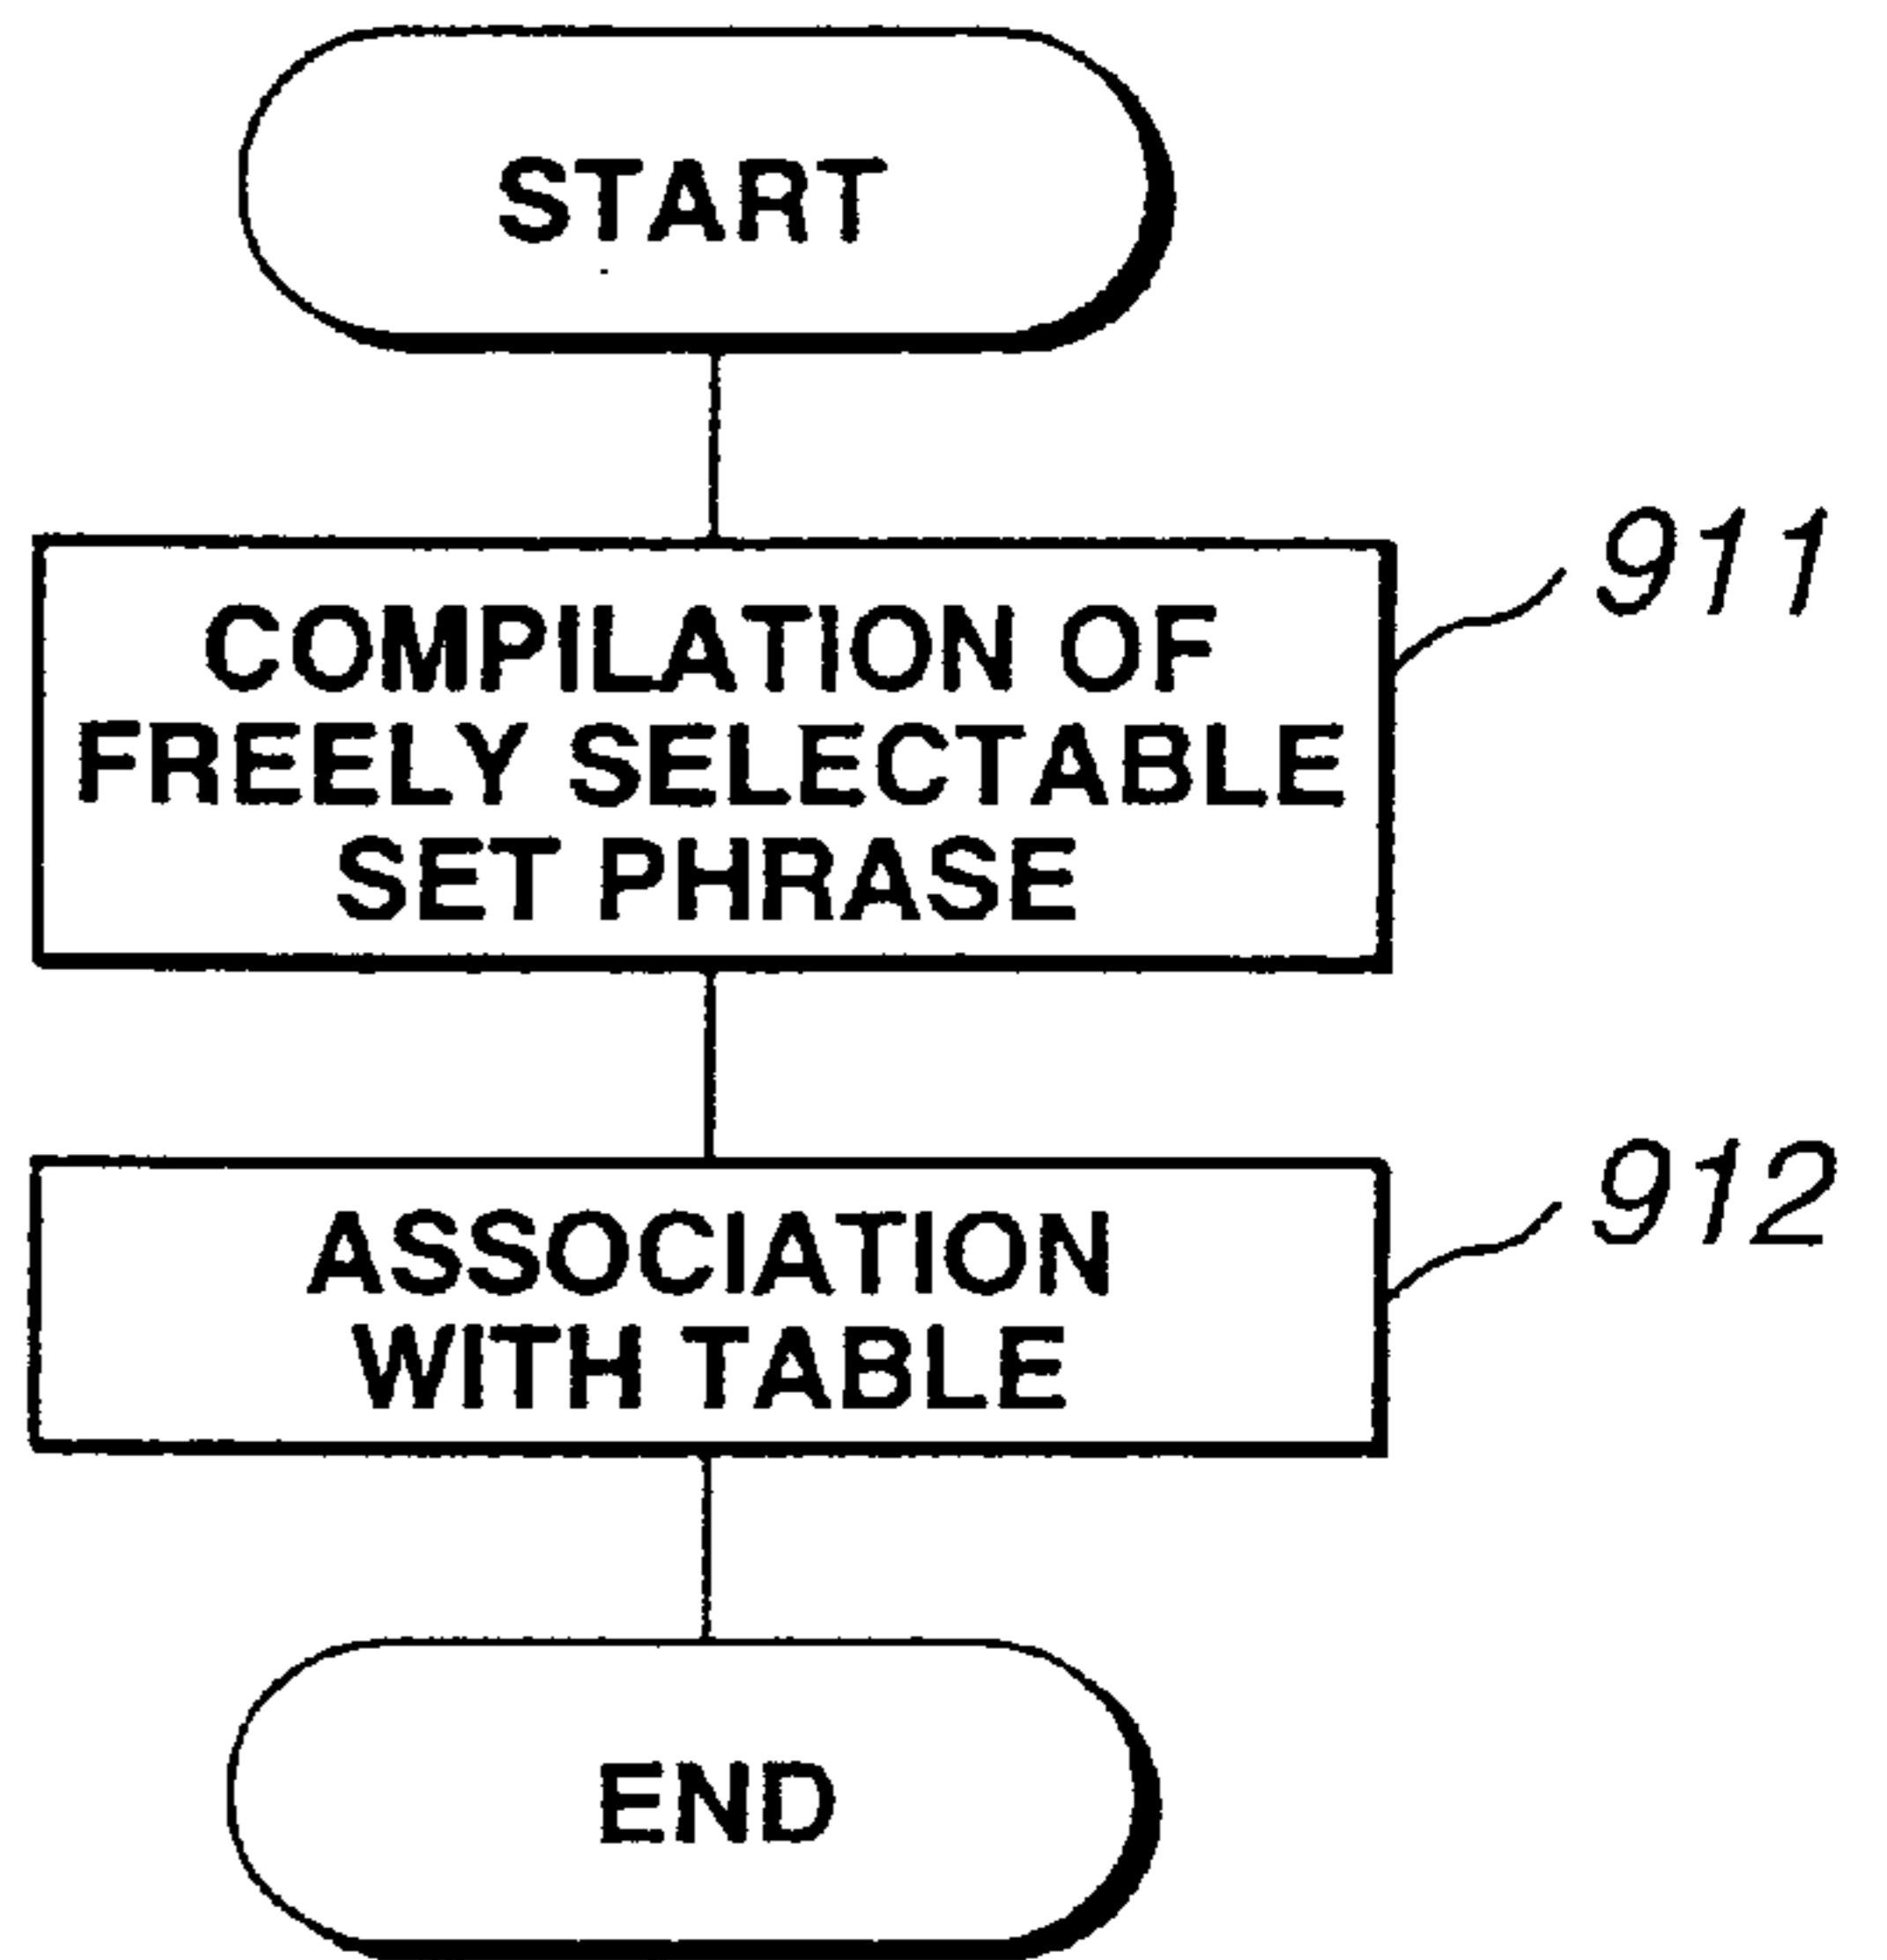 START
COMPILATION OF
FREELY SELECTABLE
SET PHRASE
911
ASSOCIATION
WITH TABLE
912
END